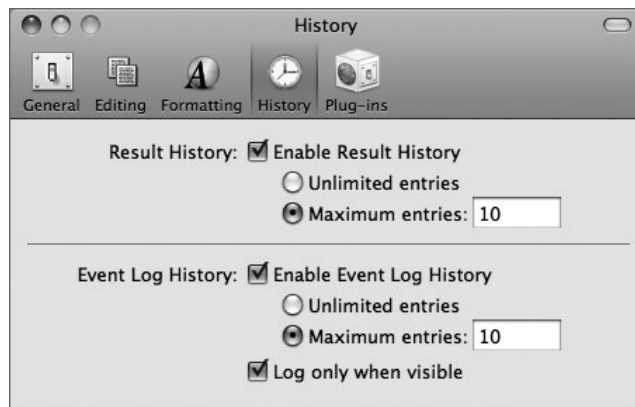 History
General Editing Formatting History Plug-ins
Result History: Enable Result History
Unlimited entries
Maximum entries: 10
Event Log History: Enable Event Log History
Unlimited entries
Maximum entries: 10
Log only when visible